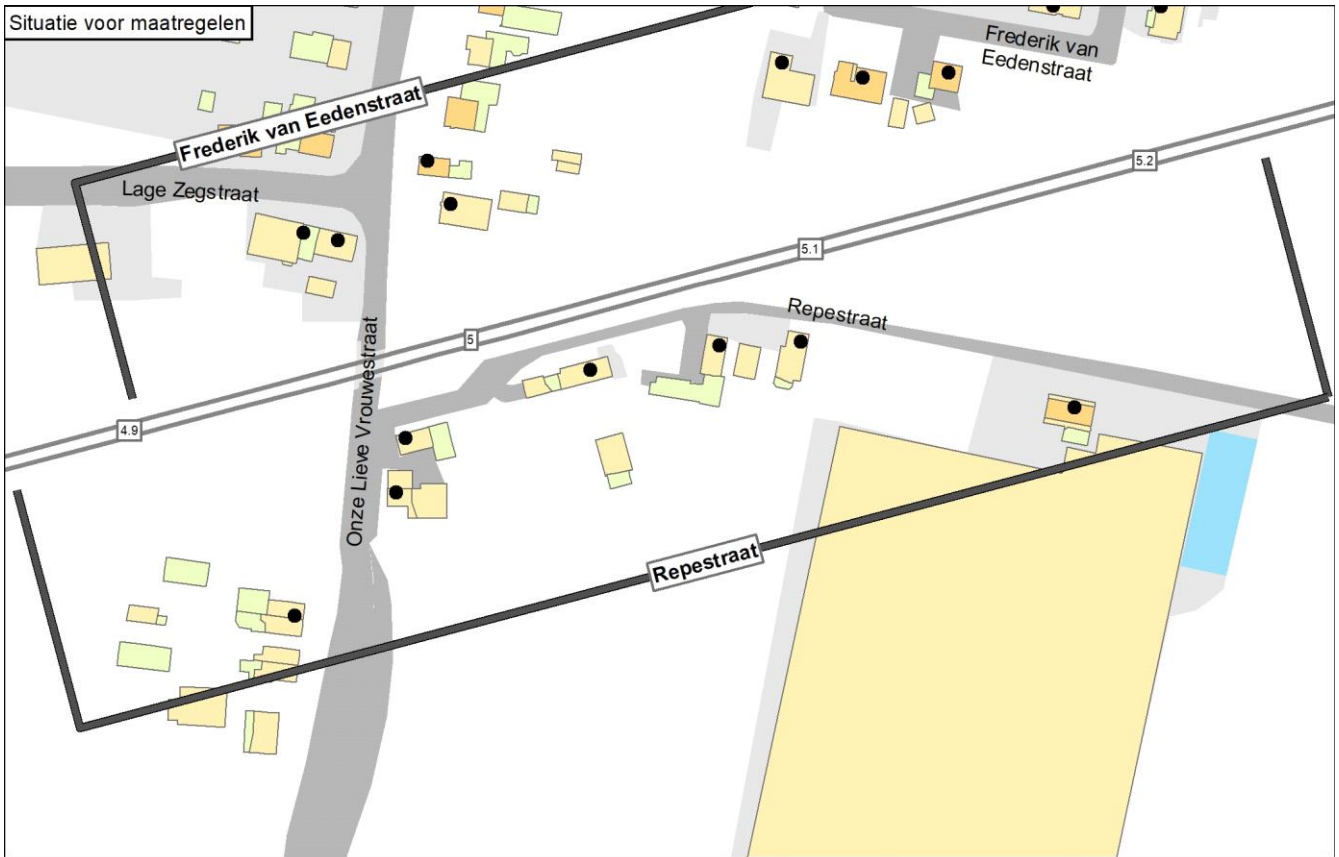 Situatie voor maatregelen
Frederik van
Eedenstraat
Frederik van Eedenstraat
Lage Zegstraat
5.2
5.1
Repestraat
5
Onze Lieve Vrouwestraat
4.9
Repestraat